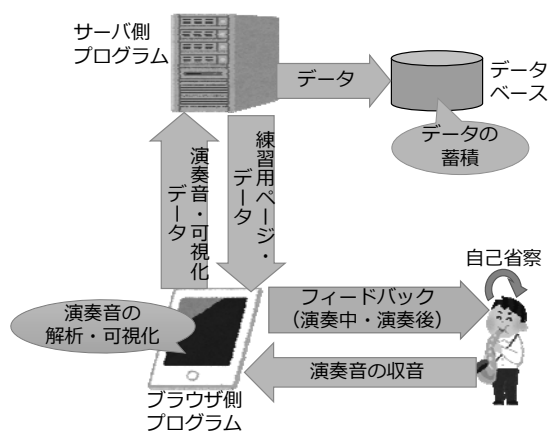 サーバ側
プログラム
データ
データ
ベース
データの
蓄積
演奏音・可視化
データ
練習用ページ・
データ
自己省察
演奏音の
解析・可視化
フィードバック
（演奏中・演奏後）
演奏音の収音
ブラウザ側
プログラム